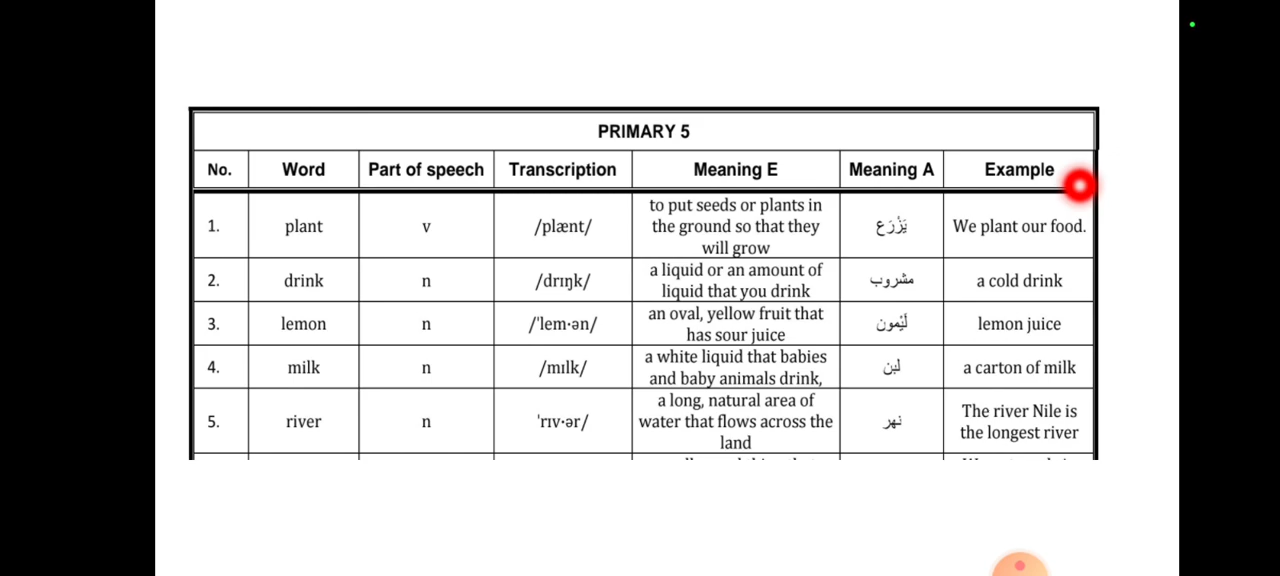 PRIMARY 5
No. Word Part of speech Transcription Meaning E Meaning A Example
1. plant v /plænt/ to put seeds or plants in the ground so that they will grow يَزْرَع We plant our food.
2. drink n /drɪŋk/ a liquid or an amount of liquid that you drink مشروب a cold drink
3. lemon n /ˈlem·ən/ an oval, yellow fruit that has sour juice لَيْمون lemon juice
4. milk n /mɪlk/ a white liquid that babies and baby animals drink, لبن a carton of milk
5. river n ˈrɪv·ər/ a long, natural area of water that flows across the land نهر The river Nile is the longest river